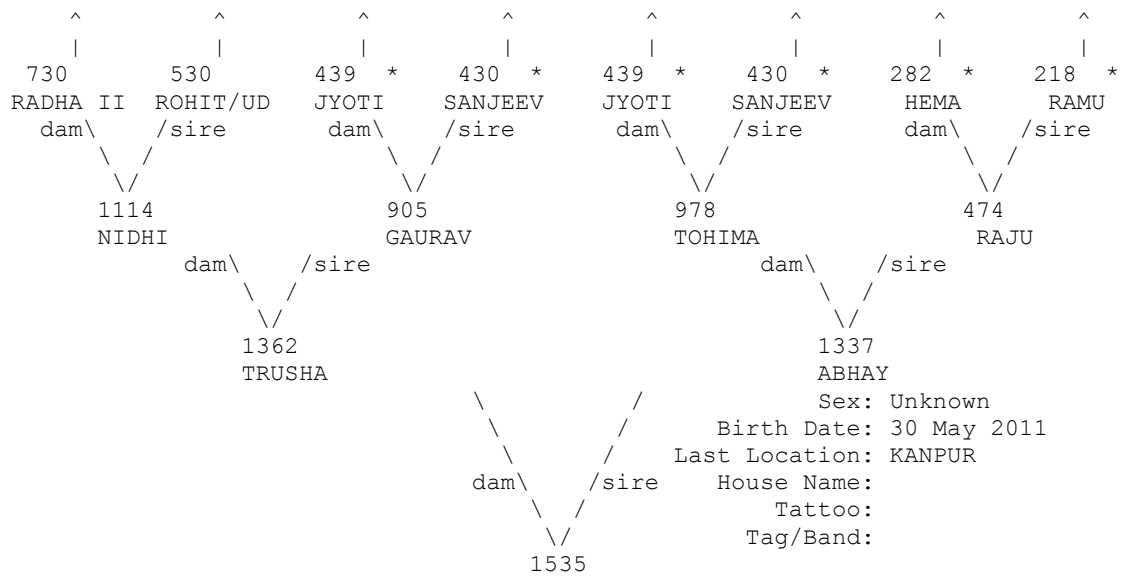 ^ ^ ^ ^ ^ ^ ^ ^
| | | | | | | |
730 530 439 * 430 * 439 * 430 * 282 * 218 *
RADHA II ROHIT/UD JYOTI SANJEEV JYOTI SANJEEV HEMA RAMU
dam\ /sire dam\ /sire dam\ /sire dam\ /sire
\ / \ / \ / \ /
\/ \/ \/ \/
1114 905 978 474
NIDHI GAURAV TOHIMA RAJU
dam\ /sire dam\ /sire
\ / \ /
\/ \/
1362 1337
TRUSHA ABHAY
\ / Sex: Unknown
\ / Birth Date: 30 May 2011
\ / Last Location: KANPUR
dam\ /sire House Name:
\ / Tattoo:
\/ Tag/Band:
1535